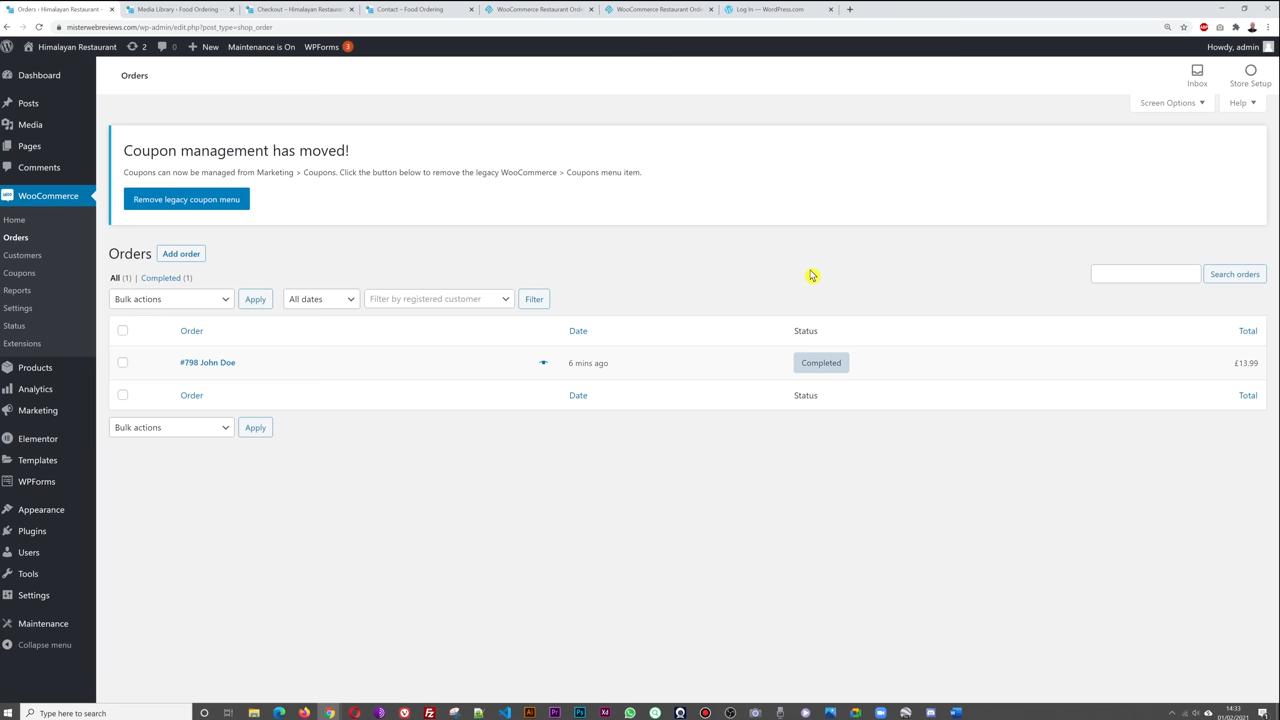 Orders ‹ Himalayan Restaurant –
Media Library ‹ Food Ordering –
Checkout – Himalayan Restaurant
Contact – Food Ordering
WooCommerce Restaurant Ord
WooCommerce Restaurant Ord
Log In — WordPress.com
misterwebreviews.com/wp-admin/edit.php?post_type=shop_order
Himalayan Restaurant
2
0
New
Maintenance is On
WPForms
3
Howdy, admin
Dashboard
Posts
Media
Pages
Comments
WooCommerce
Home
Orders
Customers
Coupons
Reports
Settings
Status
Extensions
Products
Analytics
Marketing
Elementor
Templates
WPForms
Appearance
Plugins
Users
Tools
Settings
Maintenance
Collapse menu
Orders
Inbox
Store Setup
Screen Options
Help
Coupon management has moved!
Coupons can now be managed from Marketing > Coupons. Click the button below to remove the legacy WooCommerce > Coupons menu item.
Remove legacy coupon menu
Orders
Add order
All (1) | Completed (1)
Search orders
Bulk actions
Apply
All dates
Filter by registered customer
Filter
Order
Date
Status
Total
#798 John Doe
6 mins ago
Completed
£13.99
Order
Date
Status
Total
Bulk actions
Apply
Type here to search
14:33
01/02/2021